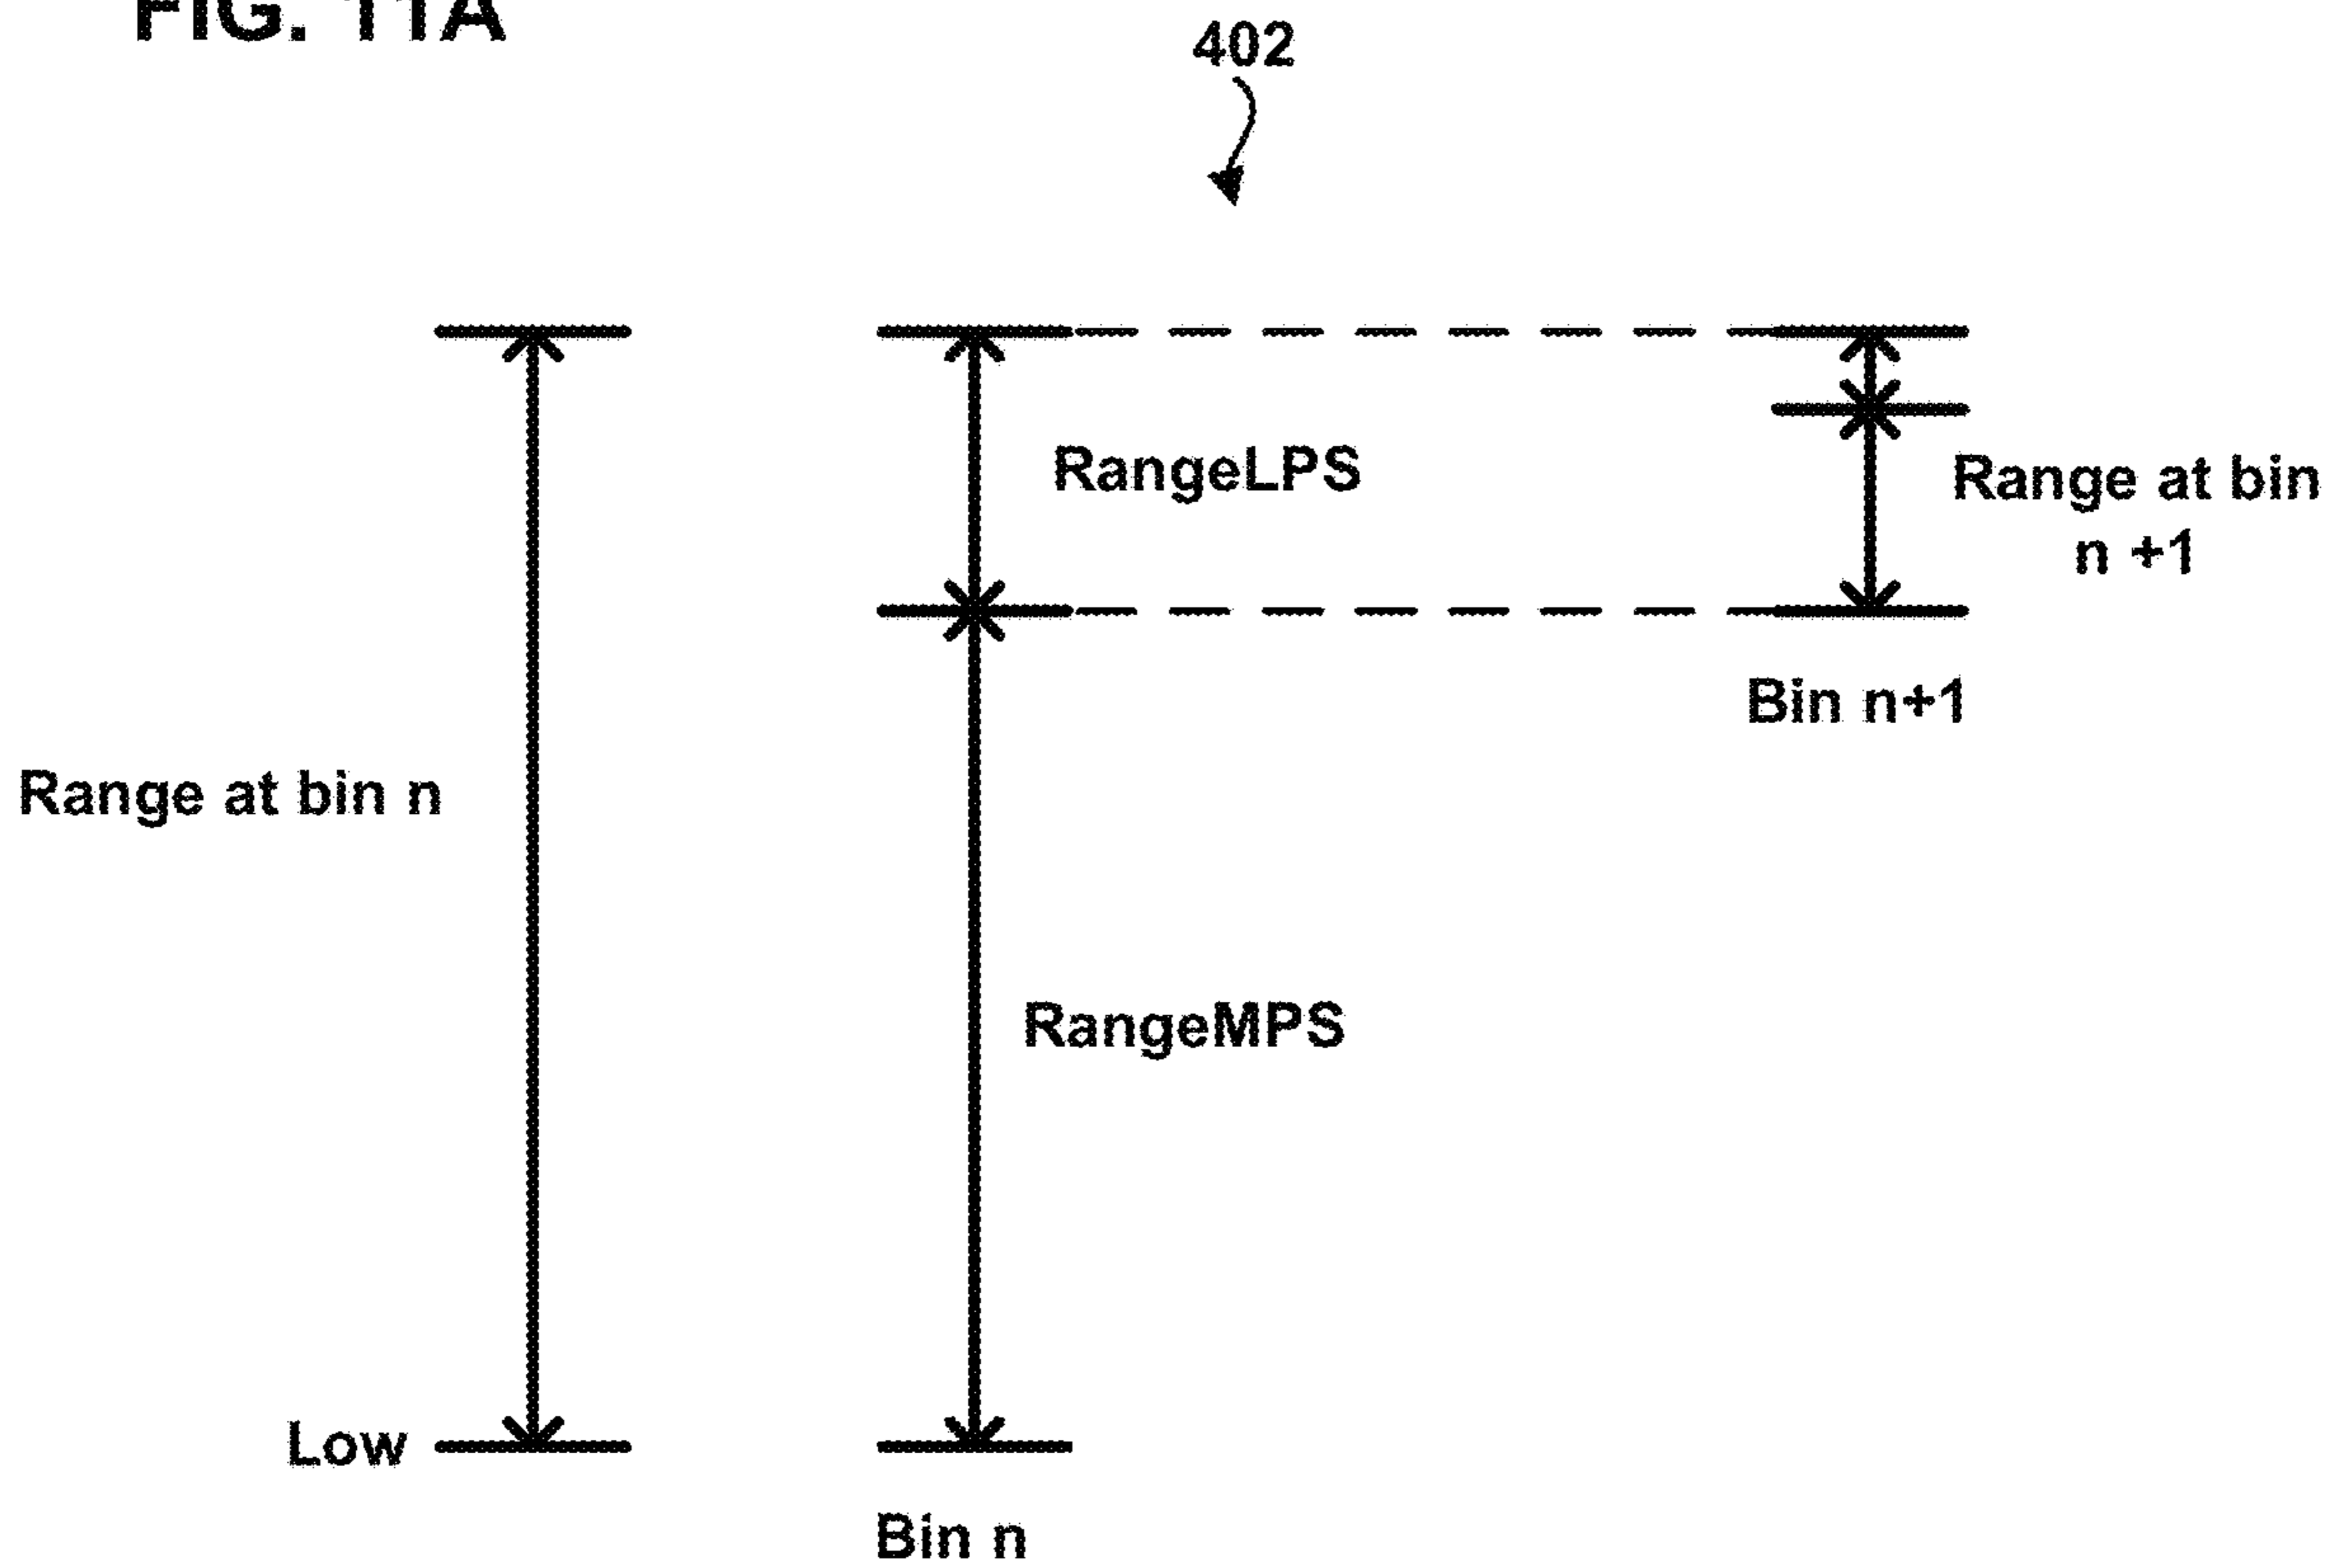 FIG. 11A
402
RangeLPS
Range at bin
n +1
Bin n+1
Range at bin n
RangeMPS
Low
Bin n